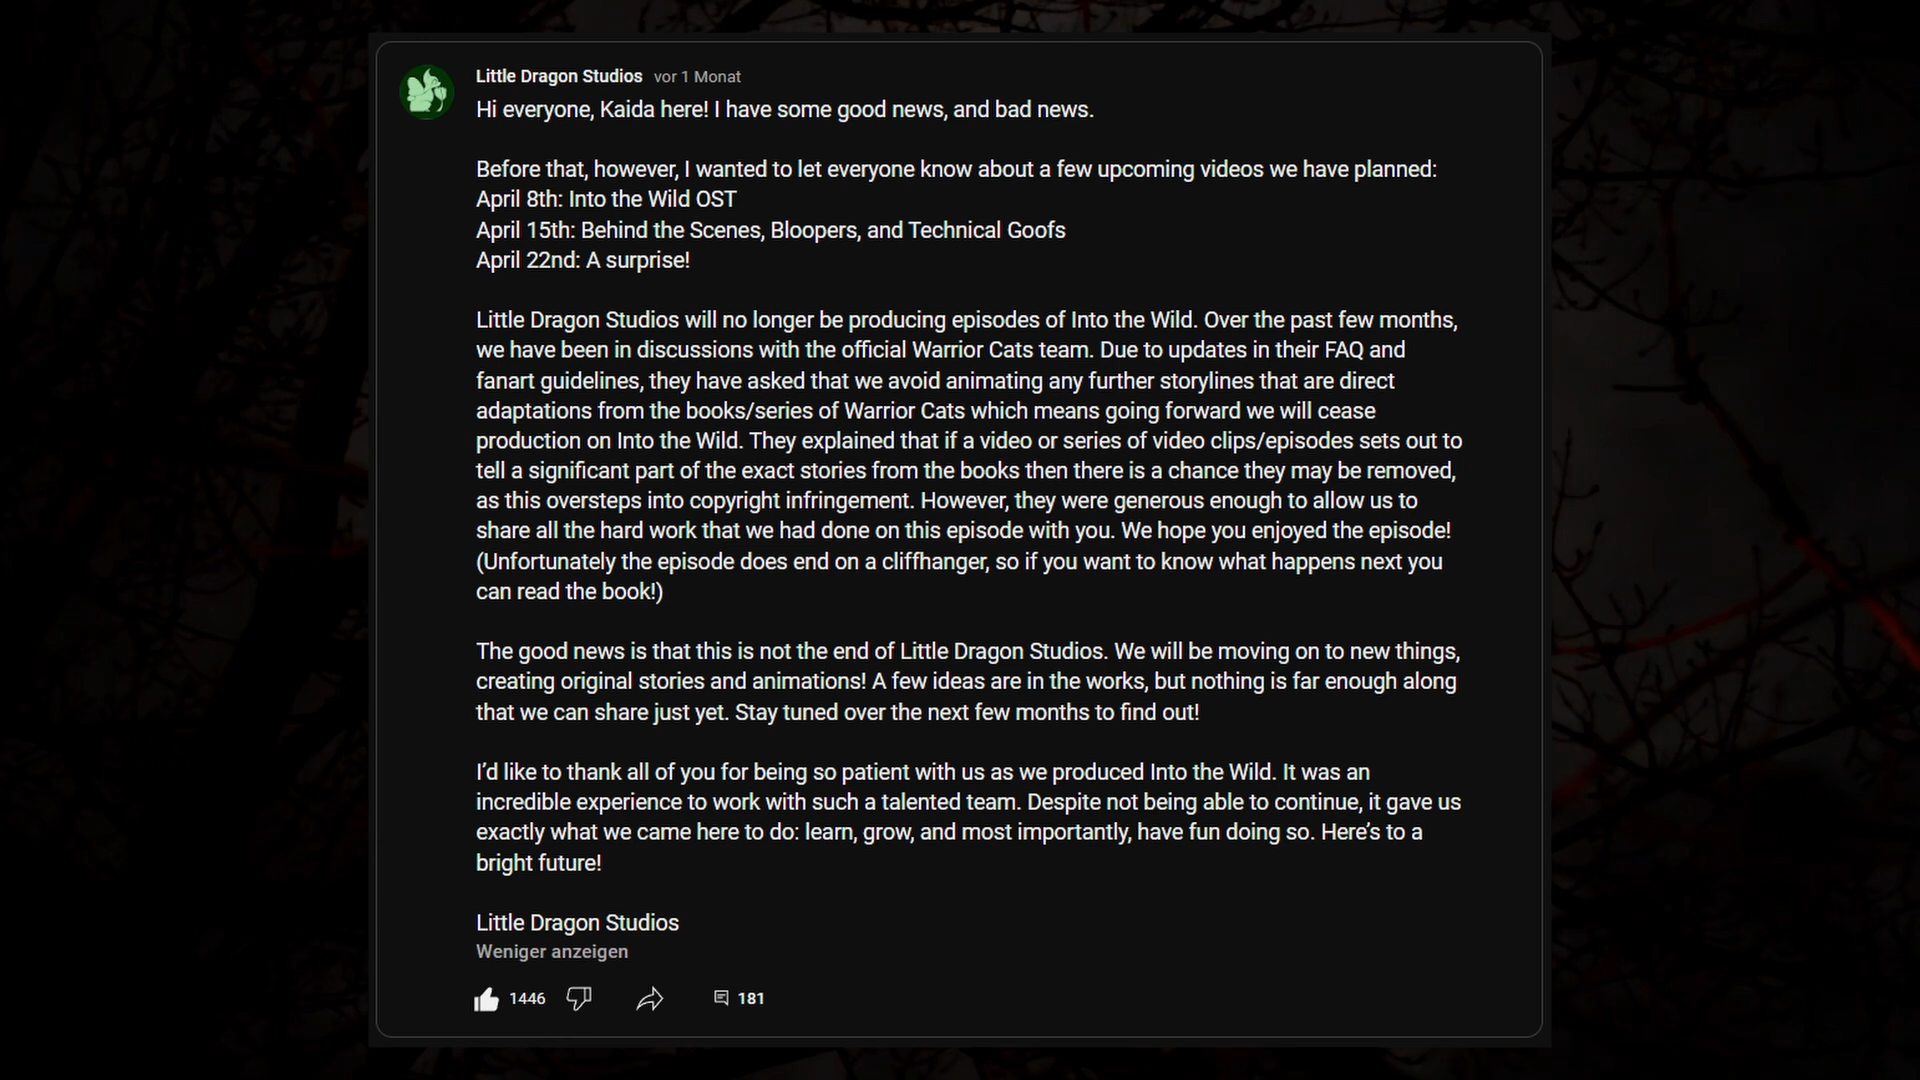 Little Dragon Studios vor 1 Monat
Hi everyone, Kaida here! I have some good news, and bad news.
Before that, however, I wanted to let everyone know about a few upcoming videos we have planned:
April 8th: Into the Wild OST
April 15th: Behind the Scenes, Bloopers, and Technical Goofs
April 22nd: A surprise!
Little Dragon Studios will no longer be producing episodes of Into the Wild. Over the past few months,
we have been in discussions with the official Warrior Cats team. Due to updates in their FAQ and
fanart guidelines, they have asked that we avoid animating any further storylines that are direct
adaptations from the books/series of Warrior Cats which means going forward we will cease
production on Into the Wild. They explained that if a video or series of video clips/episodes sets out to
tell a significant part of the exact stories from the books then there is a chance they may be removed,
as this oversteps into copyright infringement. However, they were generous enough to allow us to
share all the hard work that we had done on this episode with you. We hope you enjoyed the episode!
(Unfortunately the episode does end on a cliffhanger, so if you want to know what happens next you
can read the book!)
The good news is that this is not the end of Little Dragon Studios. We will be moving on to new things,
creating original stories and animations! A few ideas are in the works, but nothing is far enough along
that we can share just yet. Stay tuned over the next few months to find out!
I’d like to thank all of you for being so patient with us as we produced Into the Wild. It was an
incredible experience to work with such a talented team. Despite not being able to continue, it gave us
exactly what we came here to do: learn, grow, and most importantly, have fun doing so. Here’s to a
bright future!
Little Dragon Studios
Weniger anzeigen
1446 181